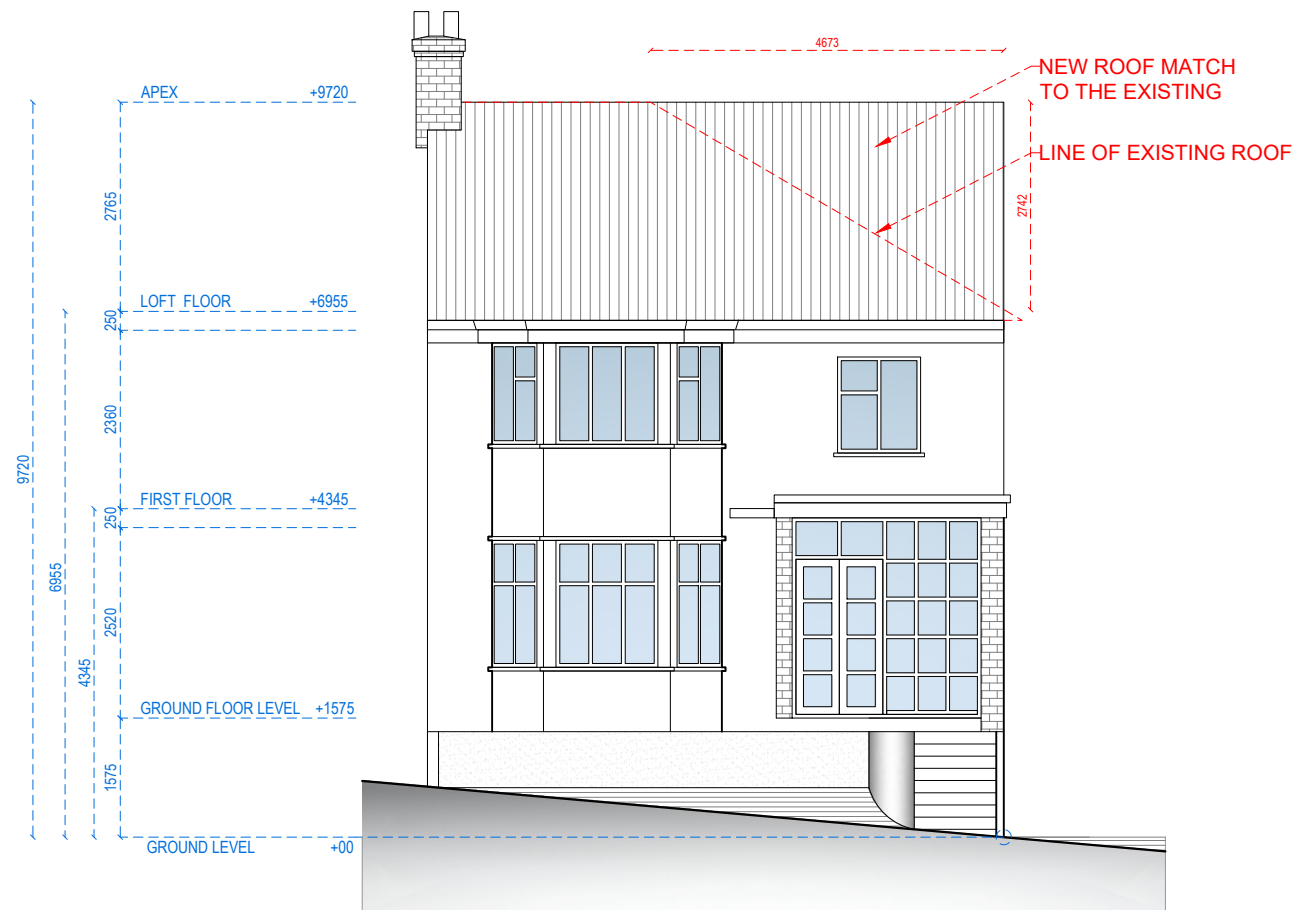 4673
NEW ROOF MATCH
TO THE EXISTING
APEX +9720
LINE OF EXISTING ROOF
2765
2742
LOFT FLOOR +6955
250
2360
9720
FIRST FLOOR +4345
250
6955
2520
4345
GROUND FLOOR LEVEL +1575
1575
GROUND LEVEL +00